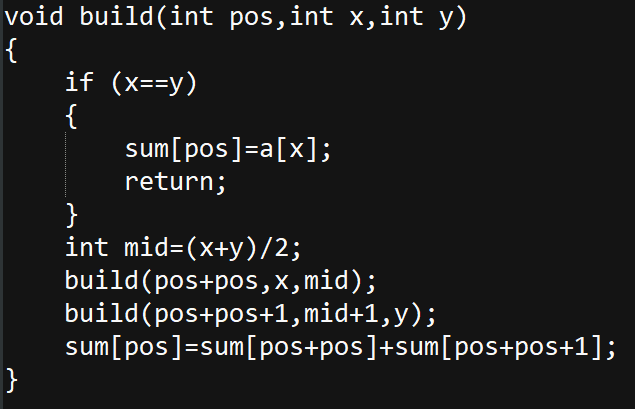 void build(int pos,int x,int y)
{
    if (x==y)
    {
        sum[pos]=a[x];
        return;
    }
    int mid=(x+y)/2;
    build(pos+pos,x,mid);
    build(pos+pos+1,mid+1,y);
    sum[pos]=sum[pos+pos]+sum[pos+pos+1];
}